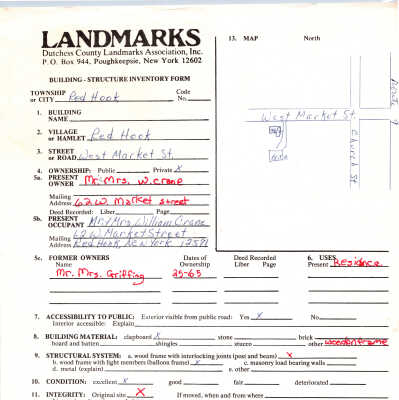 LANDMARKS
Dutchess County Landmarks Association, Inc.
P. O. Box 944, Poughkeepsie, New York 12602
BUILDING - STRUCTURE INVENTORY FORM
TOWNSHIP or CITY Red Hook Code No.
1. BUILDING NAME
2. VILLAGE or HAMLET Red Hook
3. STREET or ROAD West Market St.
4. OWNERSHIP: Public Private X
5a. PRESENT OWNER Mr. Mrs. W. crane
Mailing Address 62 W. Market street
Deed Recorded: Liber Page
5b. PRESENT OCCUPANT Mr/Mrs. William Crane
Mailing Address 62 W Market Street
Red Hook, New York 12571
13. MAP North
West Market St.
Church St.
Route 9
5c. FORMER OWNERS Name Dates of Ownership Deed Recorded Liber Page 6. USES: Present Residence
Mr. Mrs. Griffing 25-65
7. ACCESSIBILITY TO PUBLIC: Exterior visible from public road: Yes X No
Interior accessible: Explain
8. BUILDING MATERIAL: clapboard X stone brick
board and batten shingles stucco other wooden frame
9. STRUCTURAL SYSTEM: a. wood frame with interlocking joints (post and beam) X
b. wood frame with light members (balloon frame) X c. masonry load bearing walls
d. metal (explain) e. other
10. CONDITION: excellent X good fair deteriorated
11. INTEGRITY: Original site X If moved, when and from where